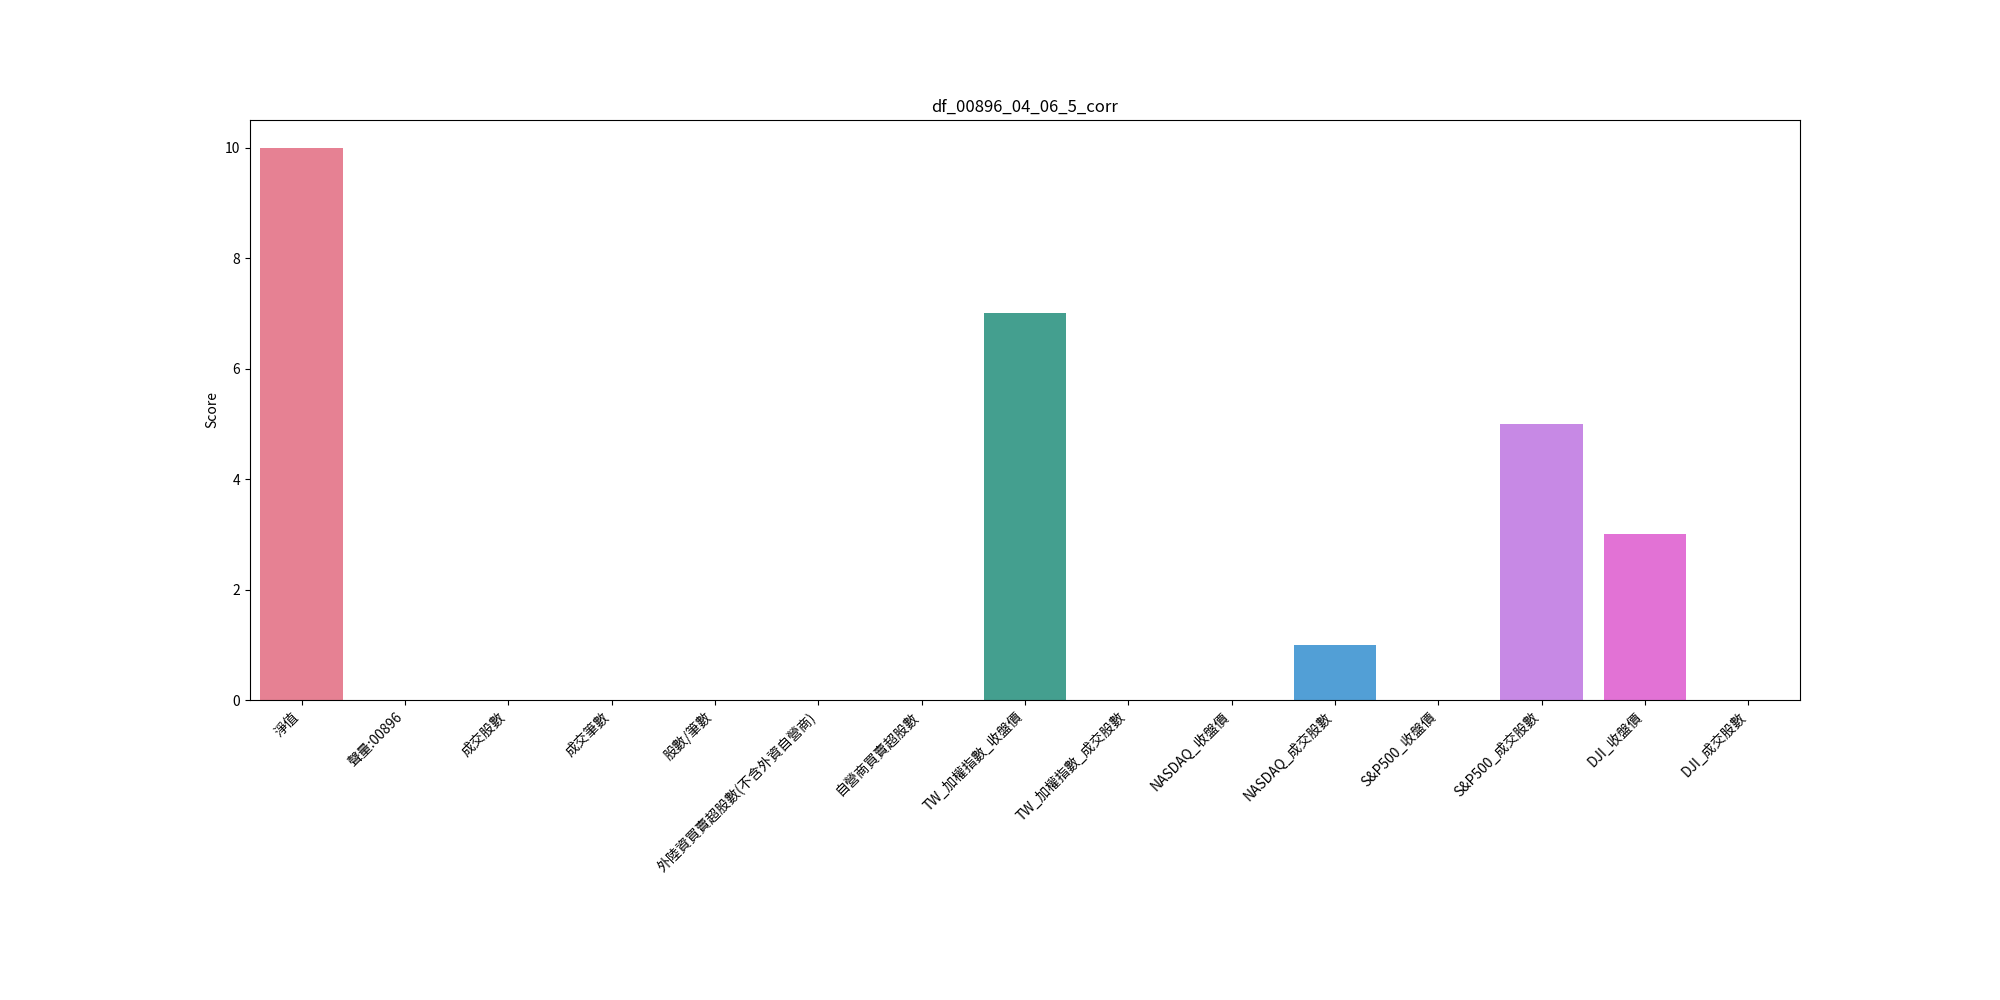 df_00896_04_06_5_corr
Score
10
8
6
4
2
0
淨值
聲量:00896
成交股數
成交筆數
股數/筆數
外陸資買賣超股數(不含外資自營商)
自營商買賣超股數
TW_加權指數_收盤價
TW_加權指數_成交股數
NASDAQ_收盤價
NASDAQ_成交股數
S&P500_收盤價
S&P500_成交股數
DJI_收盤價
DJI_成交股數